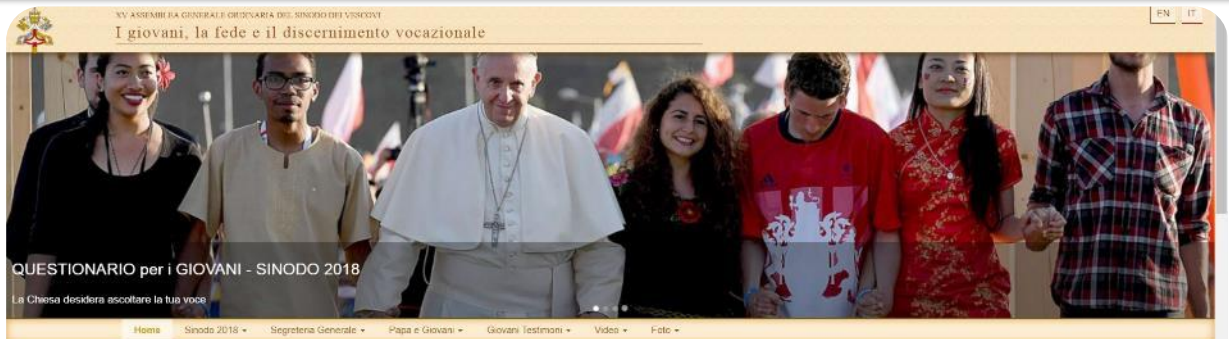 XV ASSEMBLEA GENERALE ORDINARIA DEL SINODO DEI VESCOVI
EN IT
I giovani, la fede e il discernimento vocazionale
QUESTIONARIO per i GIOVANI - SINODO 2018
La Chiesa desidera ascoltare la tua voce
Home Sinodo 2018 Segreteria Generale Papa e Giovani Giovani Testimoni Video Foto